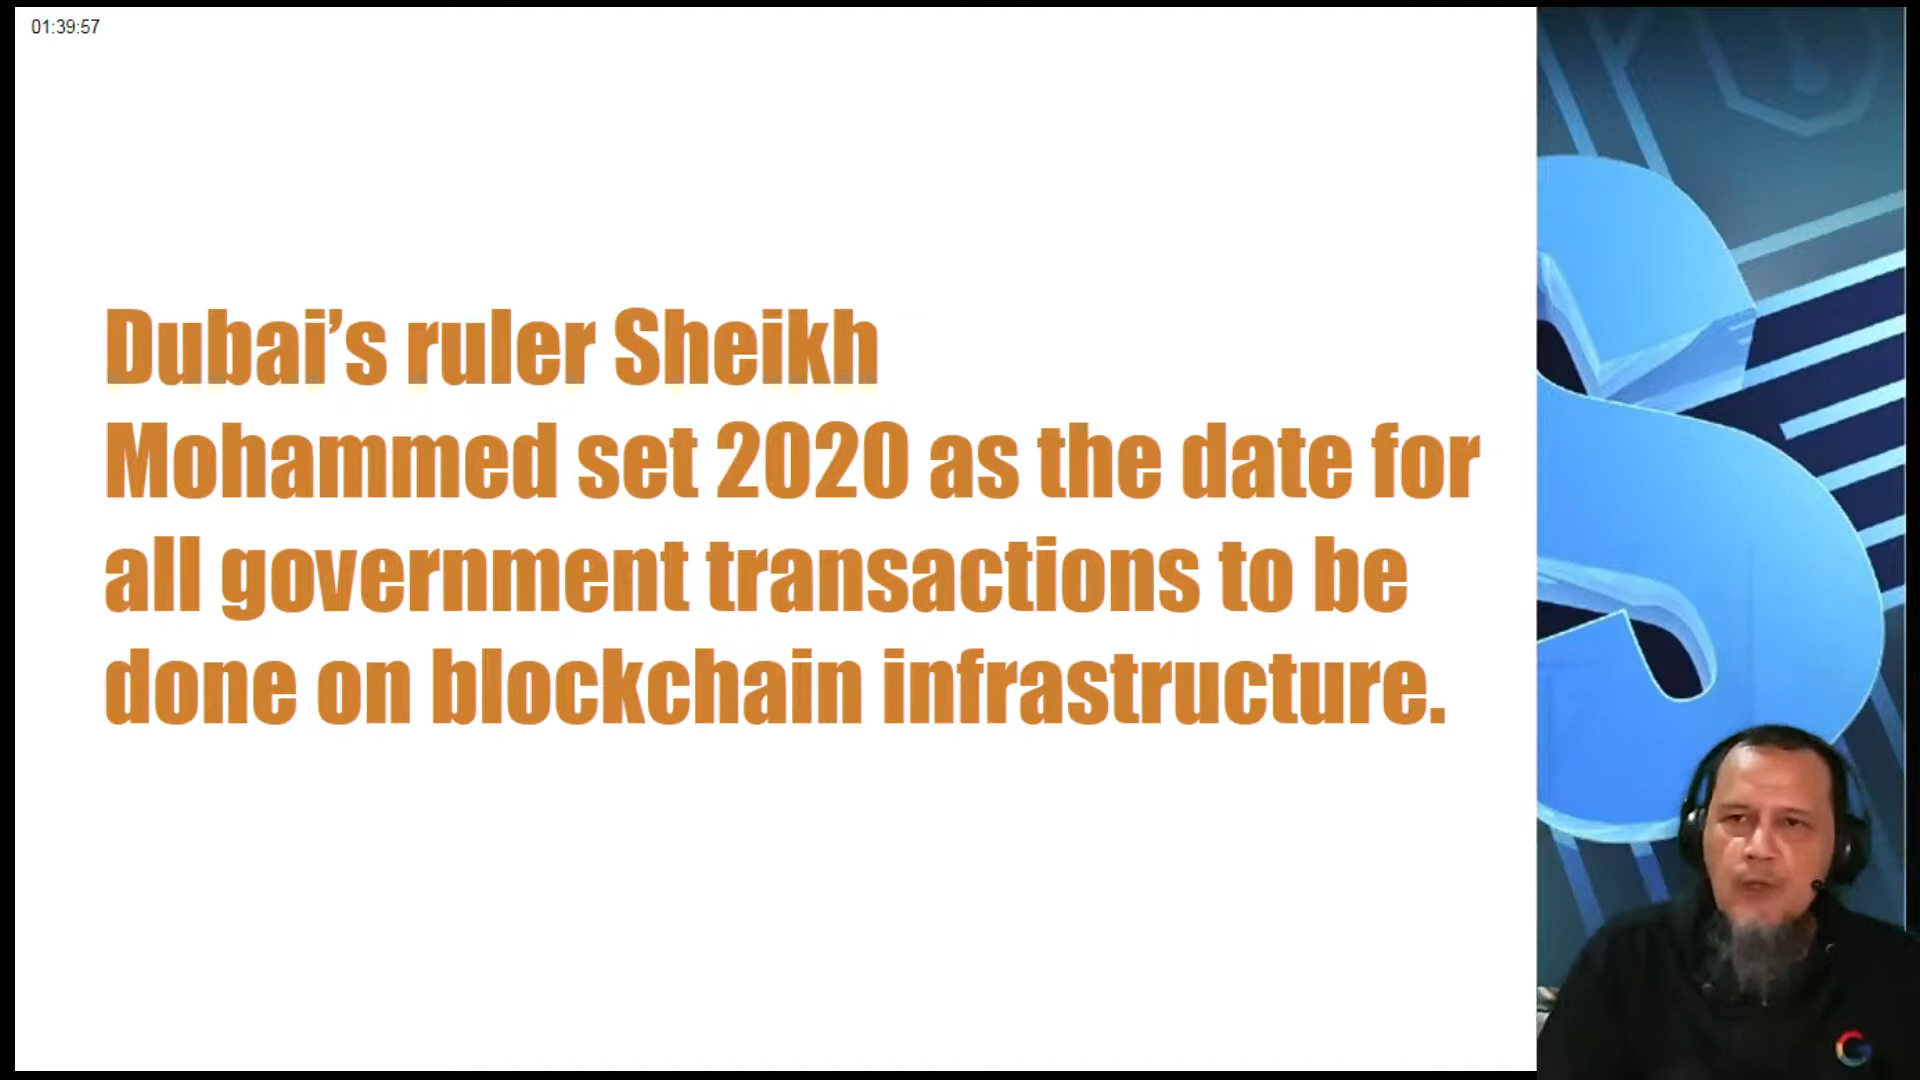 01:39:57
Dubai’s ruler Sheikh
Mohammed set 2020 as the date for
all government transactions to be
done on blockchain infrastructure.
G